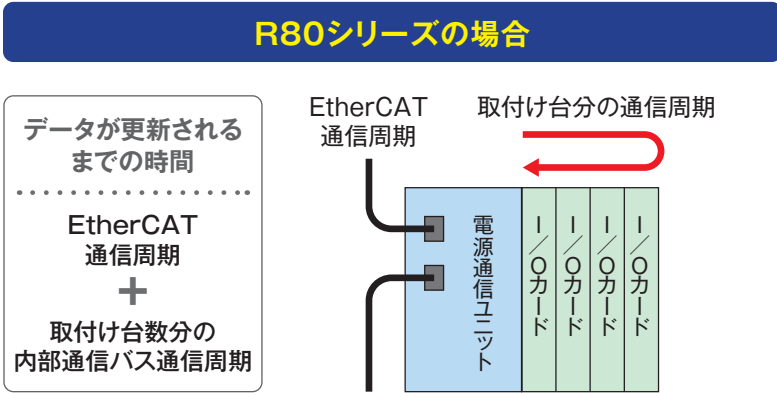 R80シリーズの場合
データが更新される
までの時間
EtherCAT
通信周期
+
取付け台数分の
内部通信バス通信周期
EtherCAT
通信周期
取付け台分の通信周期
電源通信ユニット
I/Oカード
I/Oカード
I/Oカード
I/Oカード